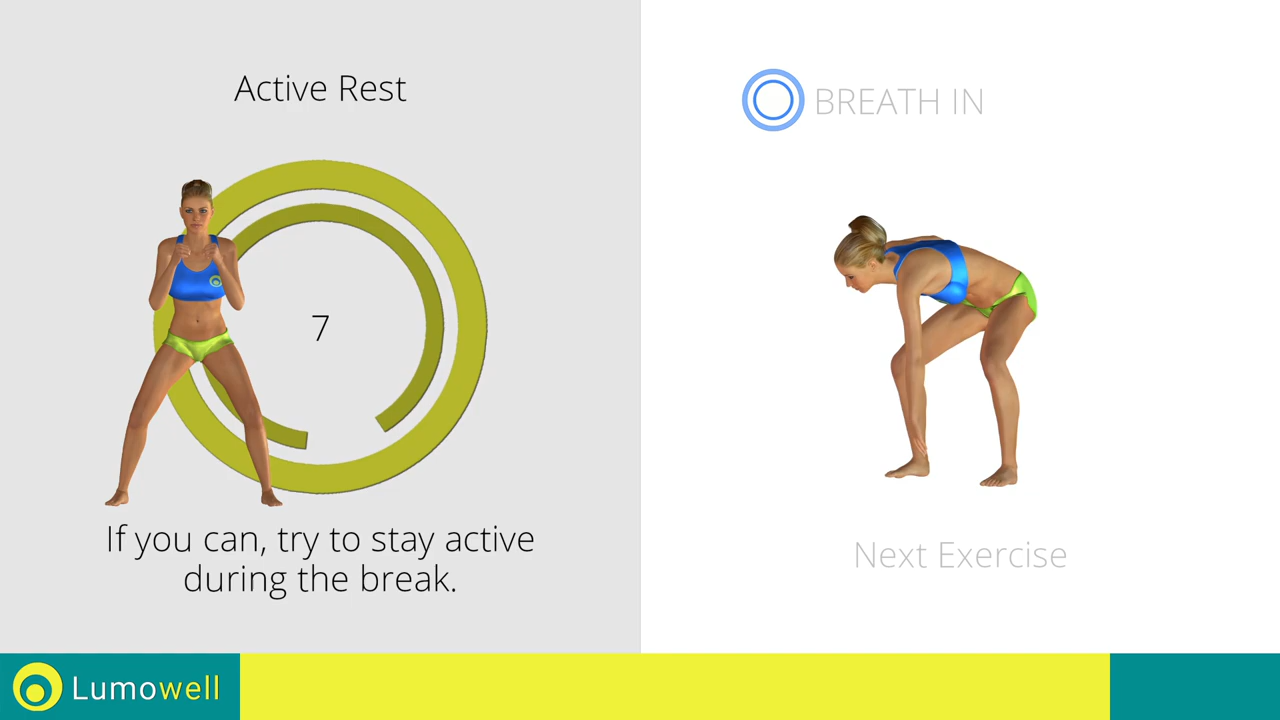 Active Rest
7
If you can, try to stay active
during the break.
BREATH IN
Next Exercise
Lumowell